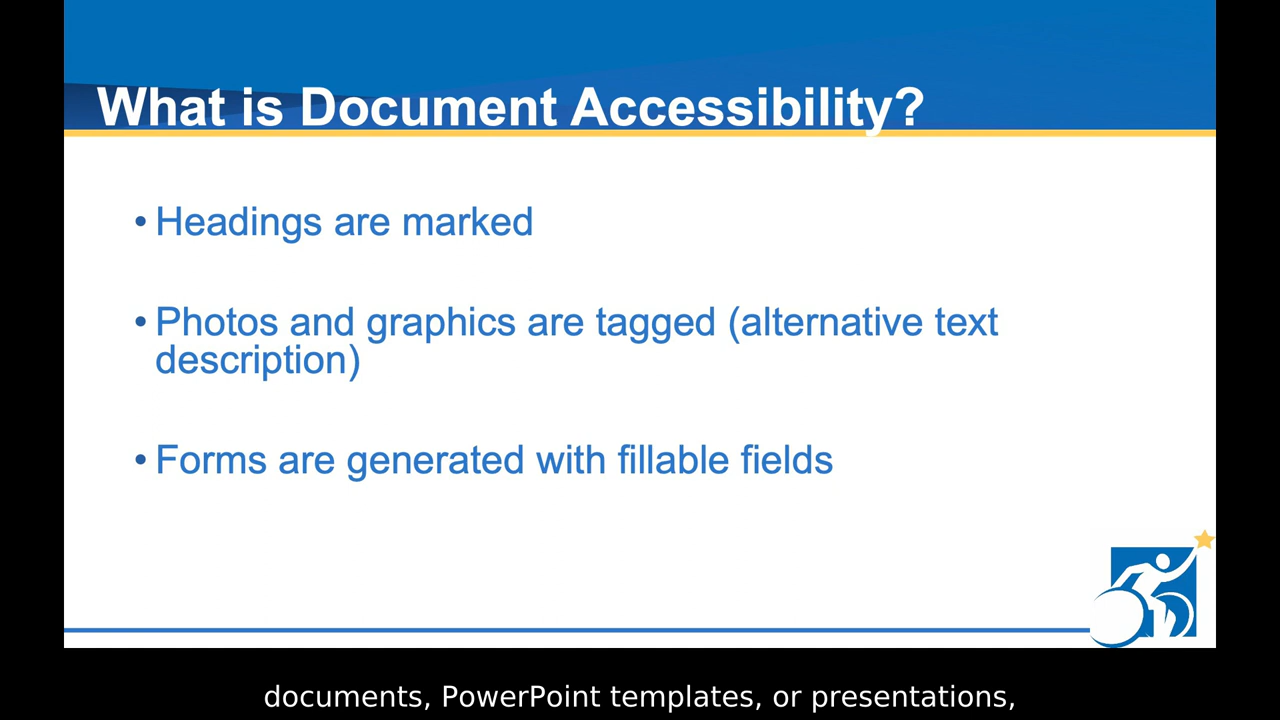 What is Document Accessibility?
• Headings are marked
• Photos and graphics are tagged (alternative text
description)
• Forms are generated with fillable fields
documents, PowerPoint templates, or presentations,